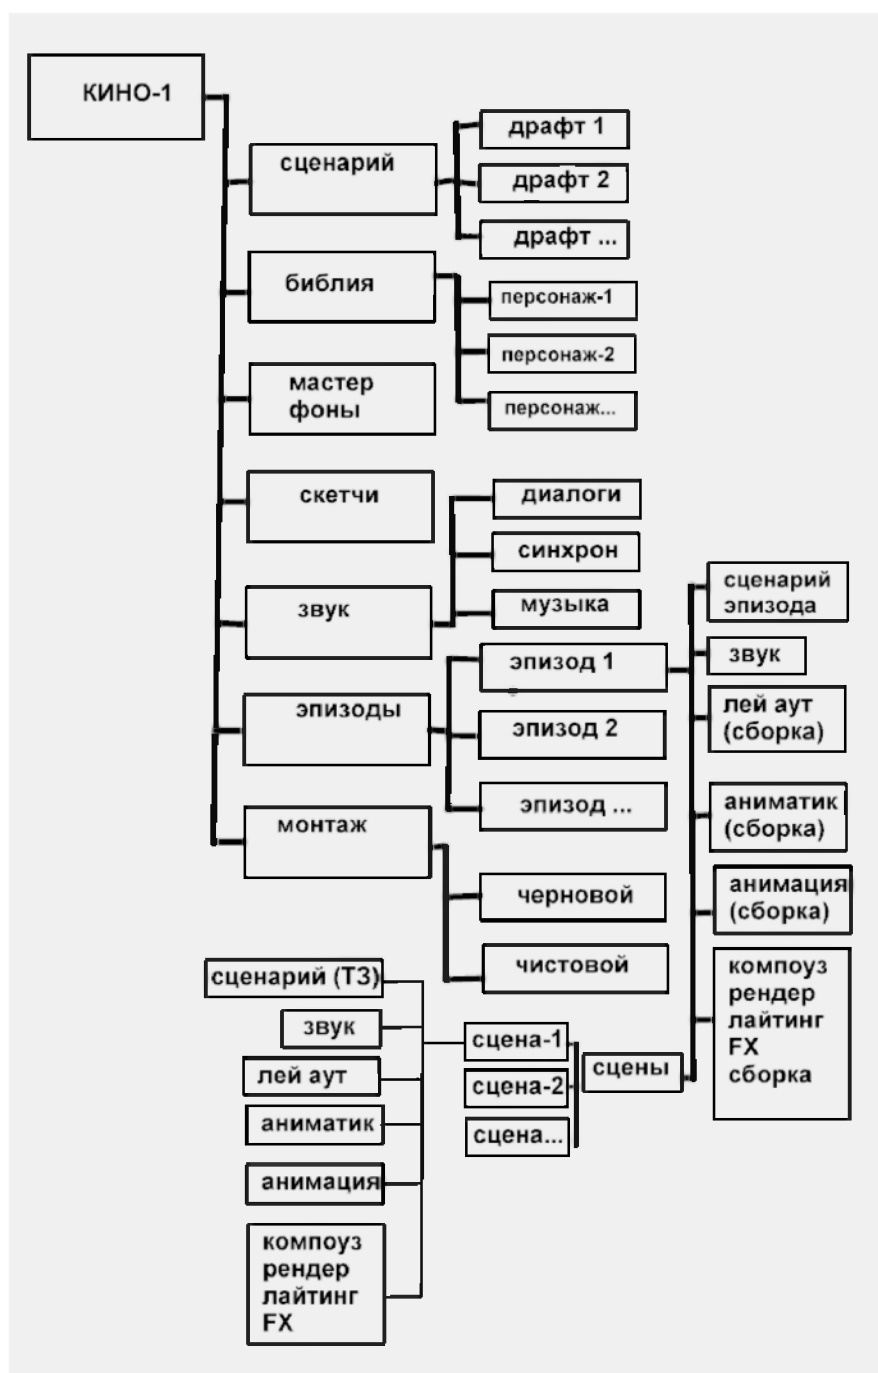 КИНО-1
сценарий
драфт 1
драфт 2
драфт ...
библия
персонаж-1
персонаж-2
персонаж...
мастер
фоны
скетчи
звук
диалоги
синхрон
музыка
эпизоды
эпизод 1
эпизод 2
эпизод ...
монтаж
черновой
чистовой
сценарий
эпизода
звук
лей аут
(сборка)
аниматик
(сборка)
анимация
(сборка)
компоуз
рендер
лайтинг
FX
сборка
сцены
сцена-1
сцена-2
сцена...
сценарий (ТЗ)
звук
лей аут
аниматик
анимация
компоуз
рендер
лайтинг
FX